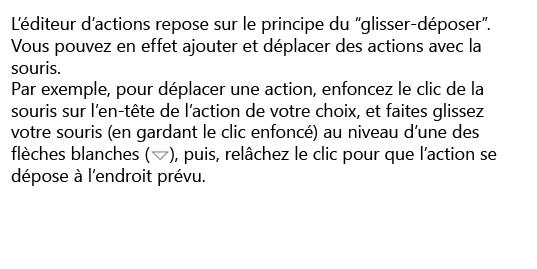 L’éditeur d’actions repose sur le principe du “glisser-déposer”.
Vous pouvez en effet ajouter et déplacer des actions avec la
souris.
Par exemple, pour déplacer une action, enfoncez le clic de la
souris sur l’en-tête de l’action de votre choix, et faites glissez
votre souris (en gardant le clic enfoncé) au niveau d’une des
flèches blanches (▽), puis, relâchez le clic pour que l’action se
dépose à l’endroit prévu.